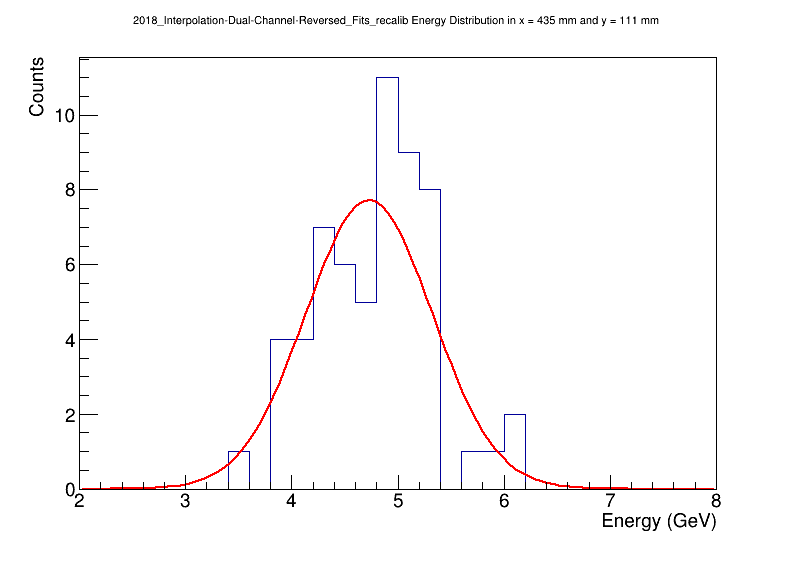 2018_Interpolation-Dual-Channel-Reversed_Fits_recalib Energy Distribution in x = 435 mm and y = 111 mm
Counts
10
8
6
4
2
0
2 3 4 5 6 7 8
Energy (GeV)